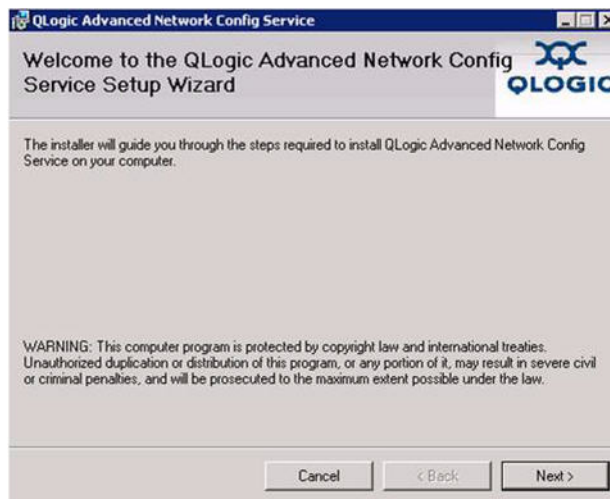 QLogic Advanced Network Config Service
Welcome to the QLogic Advanced Network Config
Service Setup Wizard
QLOGIC
The installer will guide you through the steps required to install QLogic Advanced Network Config
Service on your computer.
WARNING: This computer program is protected by copyright law and international treaties.
Unauthorized duplication or distribution of this program, or any portion of it, may result in severe civil
or criminal penalties, and will be prosecuted to the maximum extent possible under the law.
Cancel
< Back
Next >